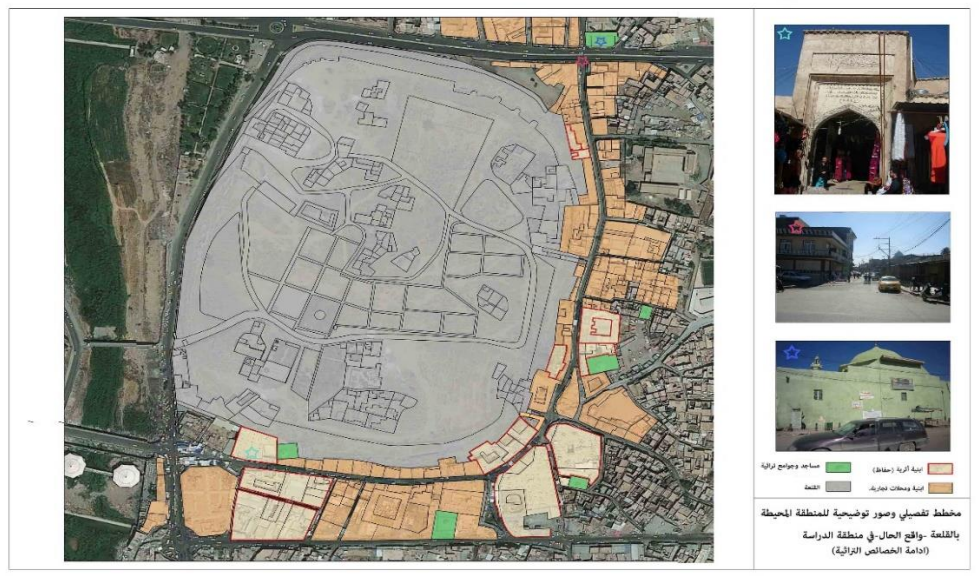 ابنية أثرية (حفاظ)
مساجد وجوامع تراثية
ابنية ومحلات تجارية.
القلعة
مخطط تفصيلي وصور توضيحية للمنطقة المحيطة
بالقلعة -واقع الحال-في منطقة الدراسة
(ادامة الخصائص التراثية)